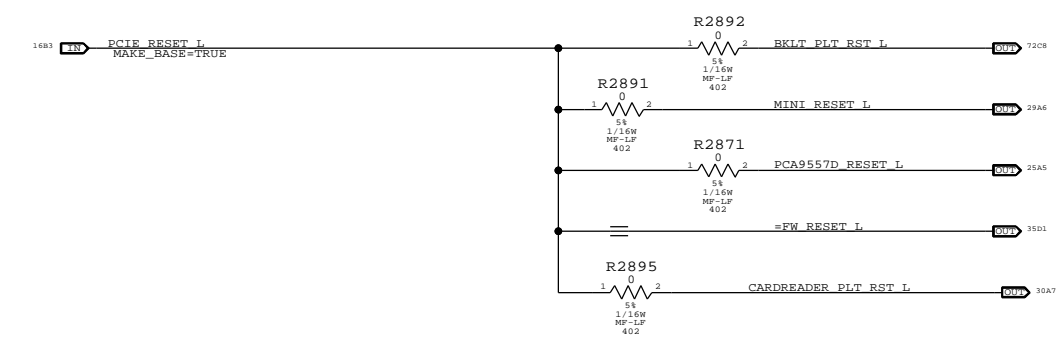 R2892
0
16B3 IN PCIE_RESET_L 1 2 BKLT_PLT_RST_L OUT 72C8
MAKE_BASE=TRUE
5%
1/16W
MF-LF
402
R2891
0
1 2 MINI_RESET_L OUT 29A6
5%
1/16W
MF-LF
402
R2871
0
1 2 PCA9557D_RESET_L OUT 25A5
5%
1/16W
MF-LF
402
=FW_RESET_L OUT 35D1
R2895
0
1 2 CARDREADER_PLT_RST_L OUT 30A7
5%
1/16W
MF-LF
402